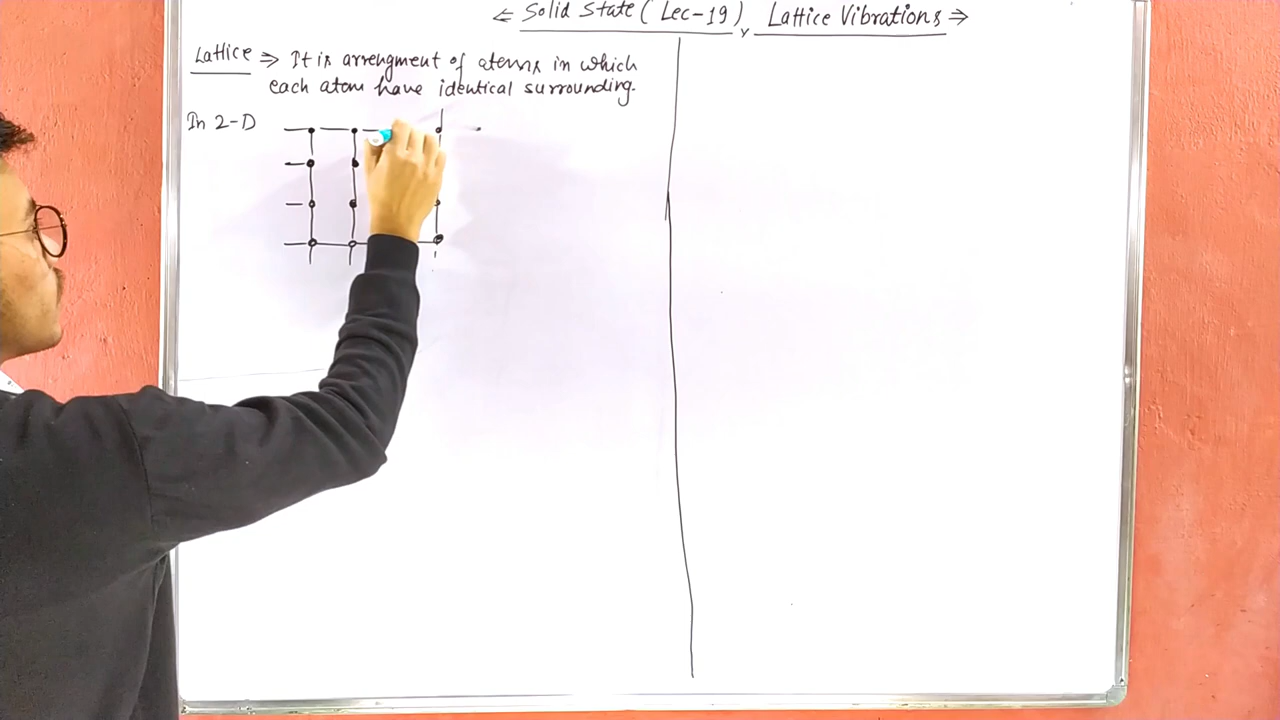 ⇐ Solid State ( Lec-19 ), Lattice Vibrations ⇒
Lattice ⇒ It is arrengment of atoms in which
each atom have identical surrounding.
In 2-D